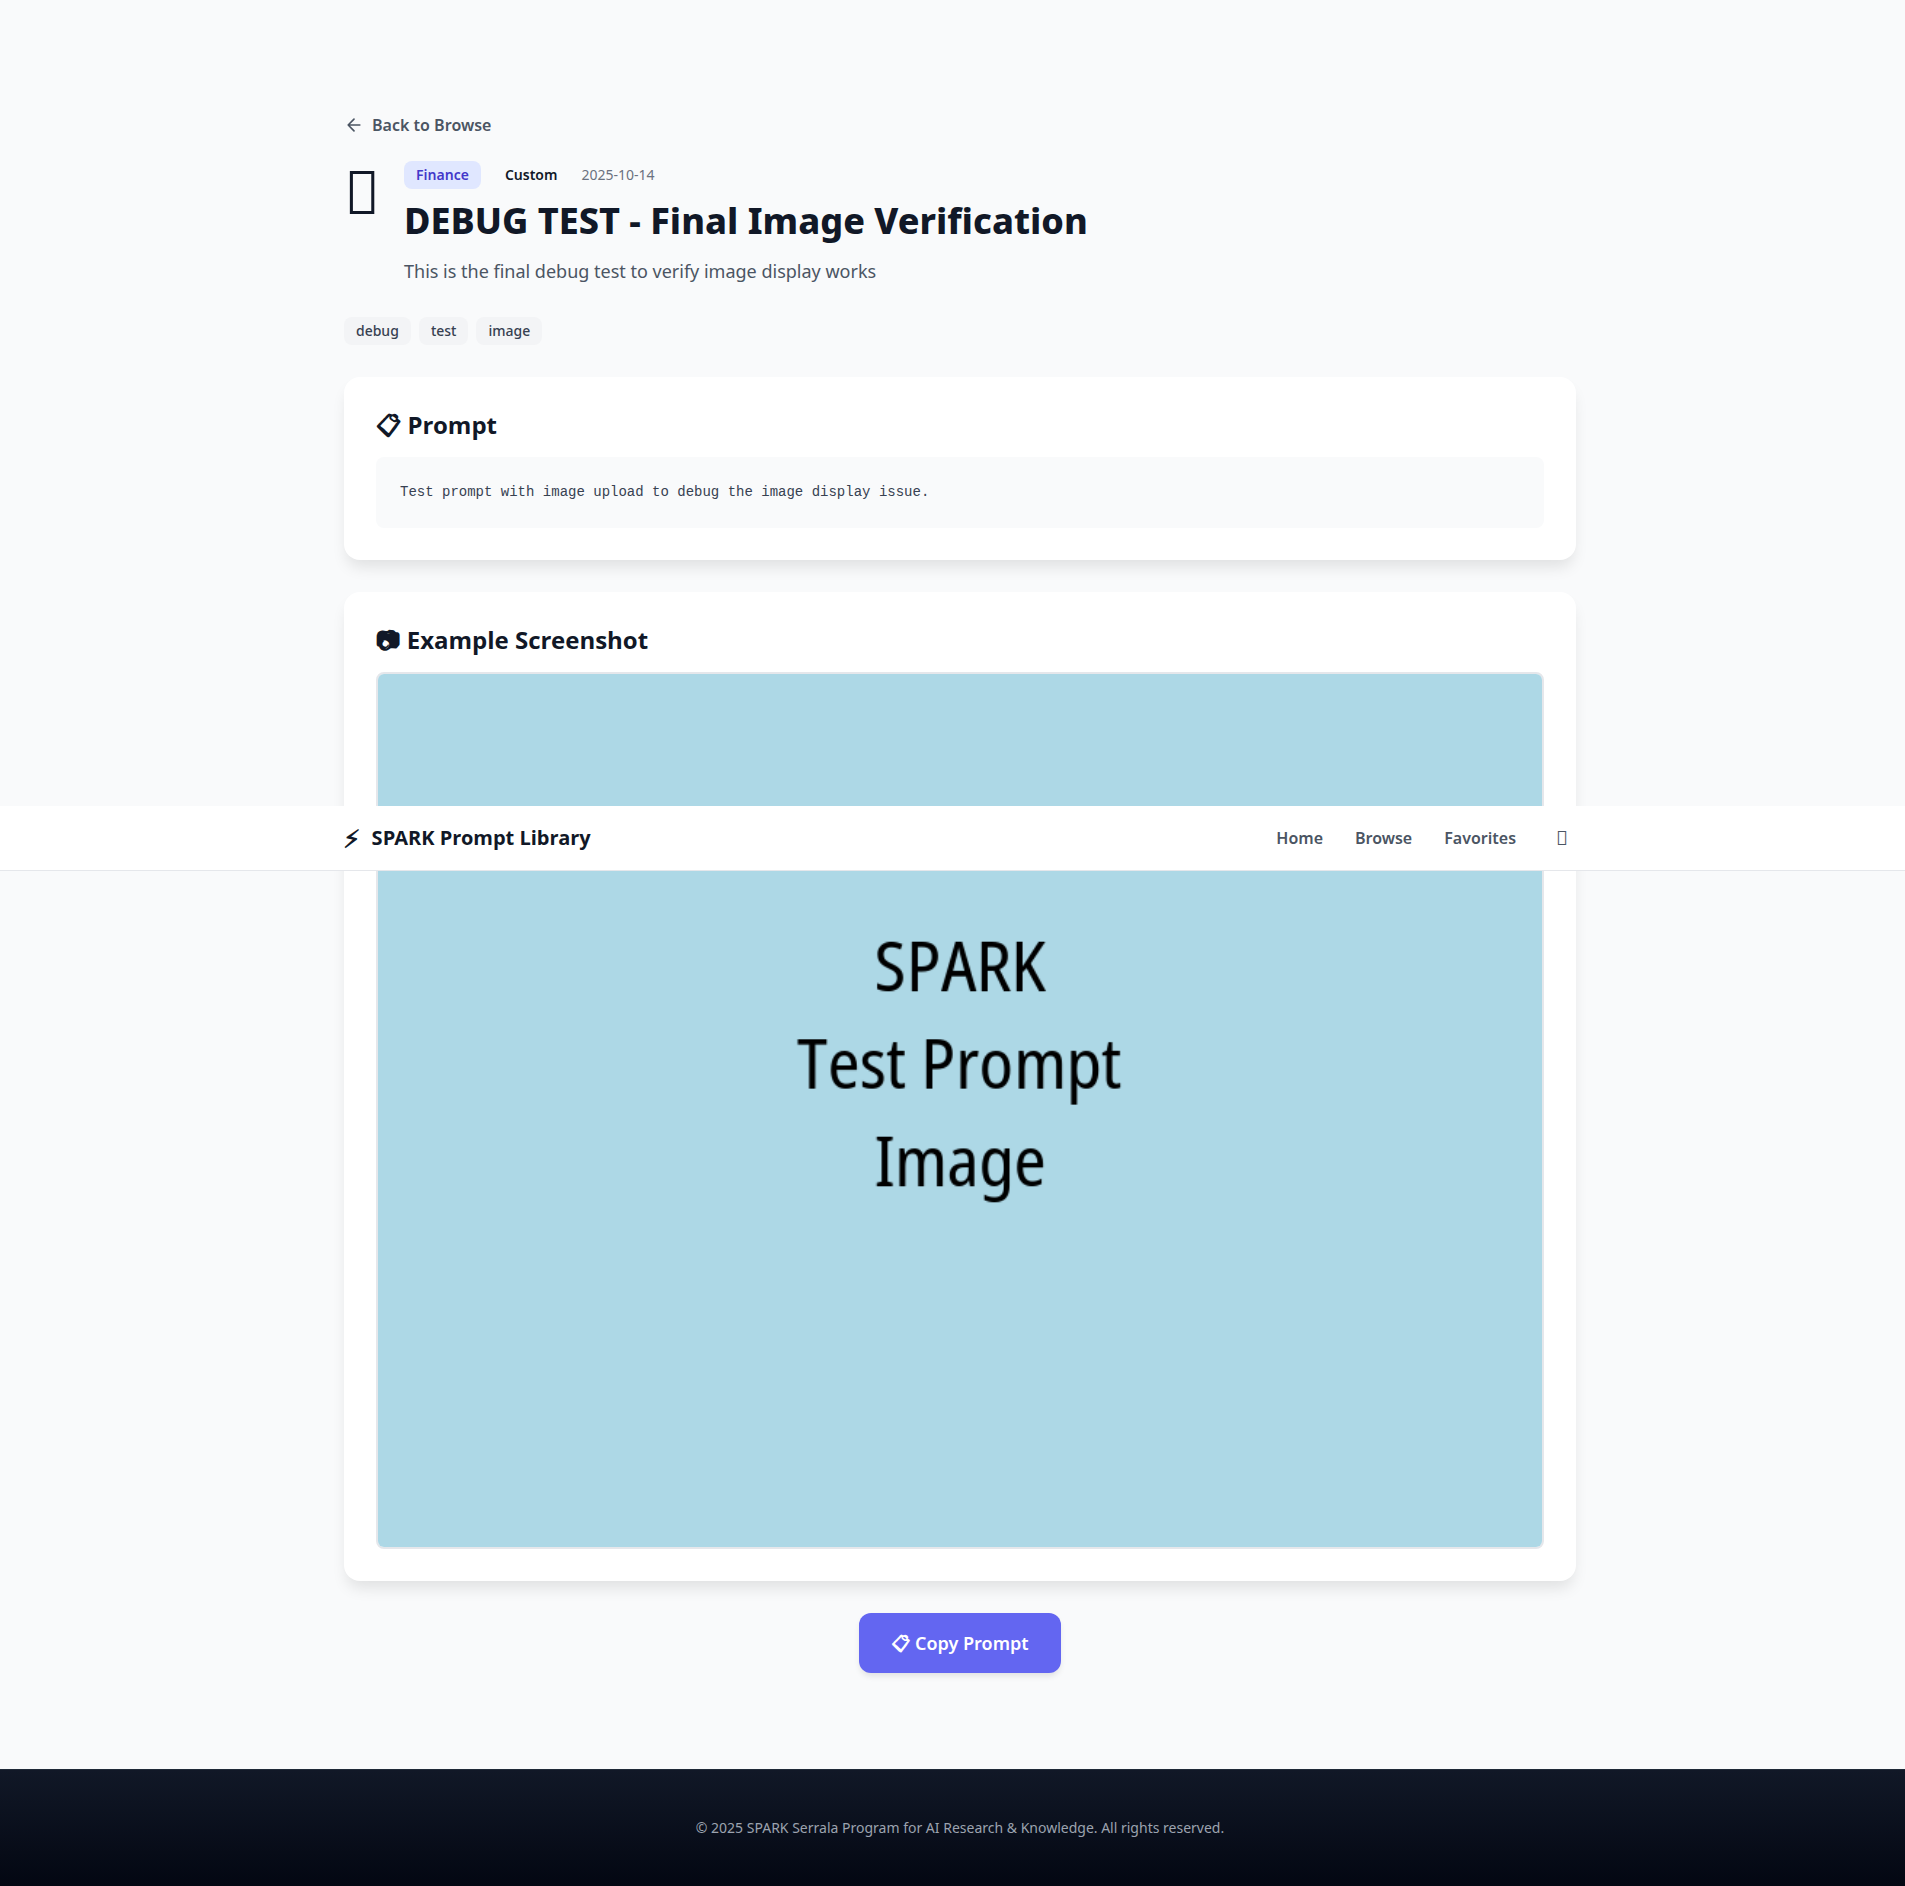 Back to Browse
Finance Custom 2025-10-14
DEBUG TEST - Final Image Verification
This is the final debug test to verify image display works
debug test image
Prompt
Test prompt with image upload to debug the image display issue.
Example Screenshot
SPARK Prompt Library Home Browse Favorites
SPARK
Test Prompt
Image
Copy Prompt
© 2025 SPARK Serrala Program for AI Research & Knowledge. All rights reserved.